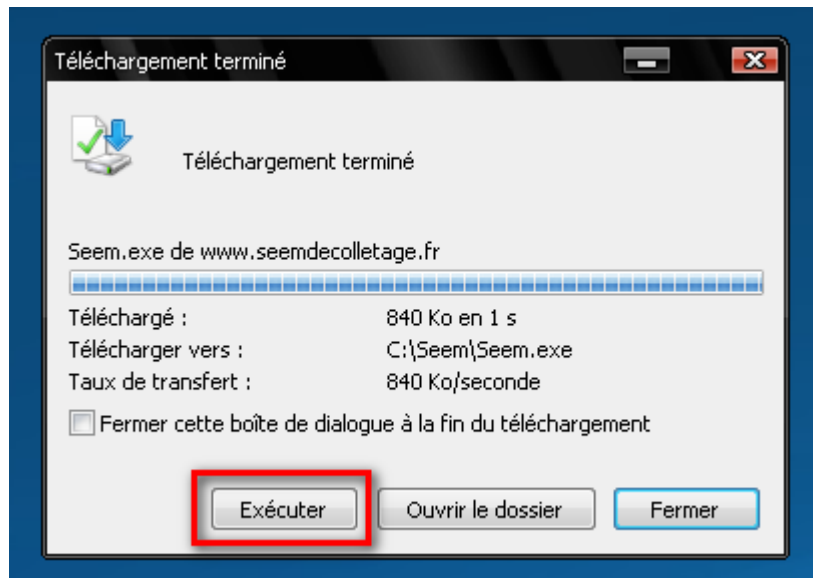 Téléchargement terminé
Téléchargement terminé
Seem.exe de www.seemdecolletage.fr
Téléchargé : 840 Ko en 1 s
Télécharger vers : C:\Seem\Seem.exe
Taux de transfert : 840 Ko/seconde
Fermer cette boîte de dialogue à la fin du téléchargement
Exécuter Ouvrir le dossier Fermer